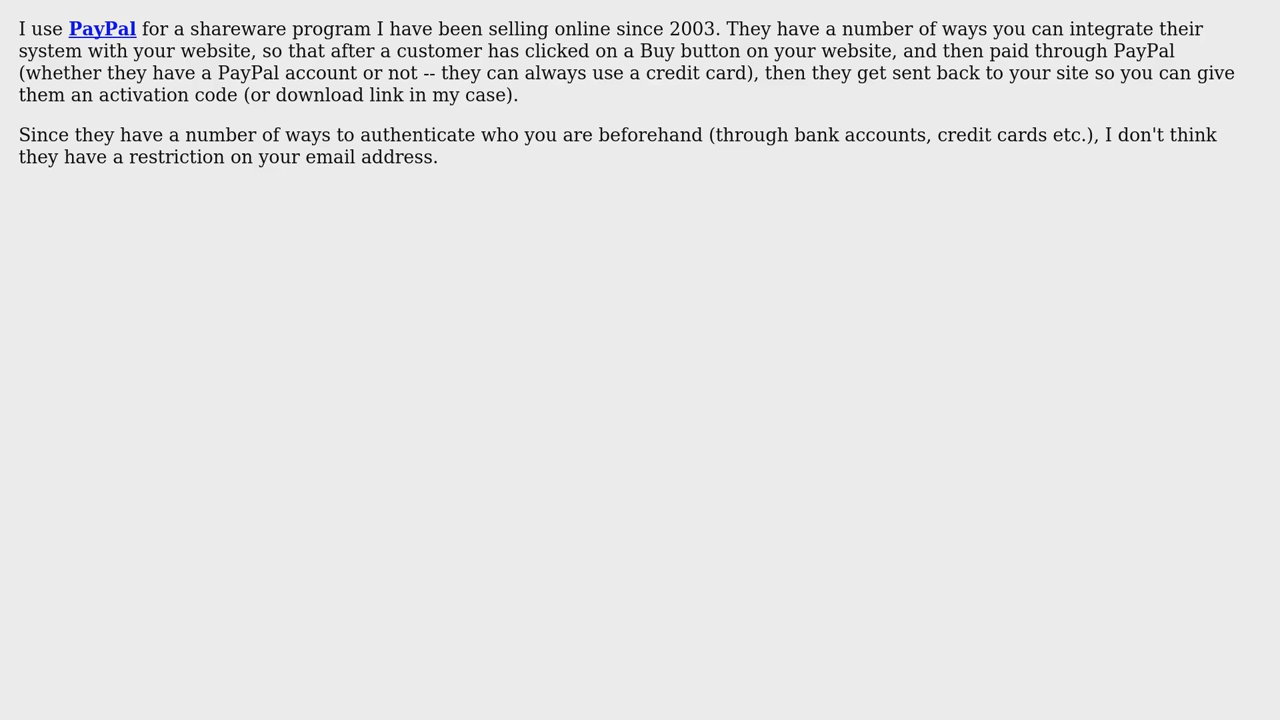 I use PayPal for a shareware program I have been selling online since 2003. They have a number of ways you can integrate their
system with your website, so that after a customer has clicked on a Buy button on your website, and then paid through PayPal
(whether they have a PayPal account or not -- they can always use a credit card), then they get sent back to your site so you can give
them an activation code (or download link in my case).
Since they have a number of ways to authenticate who you are beforehand (through bank accounts, credit cards etc.), I don't think
they have a restriction on your email address.